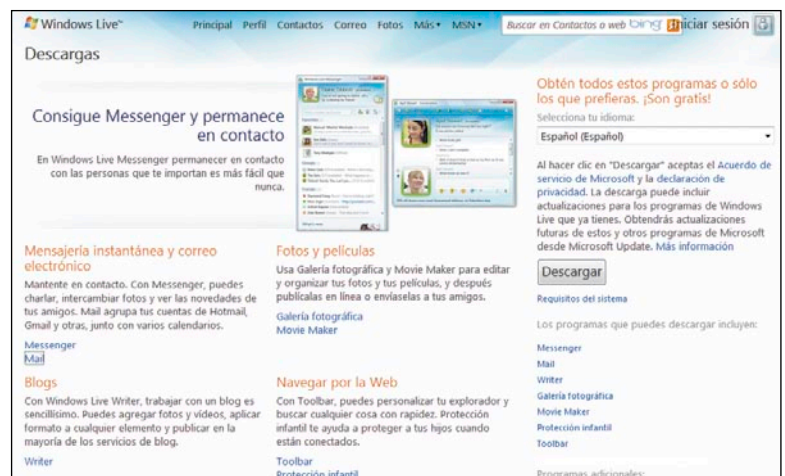 Windows Live™
Principal Perfil Contactos Correo Fotos Más MSN
Buscar en Contactos o web bing
Iniciar sesión
Descargas
Consigue Messenger y permanece
en contacto
En Windows Live Messenger permanecer en contacto
con las personas que te importan es más fácil que
nunca.
Mensajería instantánea y correo
electrónico
Mantente en contacto. Con Messenger, puedes
charlar, intercambiar fotos y ver las novedades de
tus amigos. Mail agrupa tus cuentas de Hotmail,
Gmail y otras, junto con varios calendarios.
Messenger
Mail
Fotos y películas
Usa Galería fotográfica y Movie Maker para editar
y organizar tus fotos y tus películas, y después
publícalas en línea o envíaselas a tus amigos.
Galería fotográfica
Movie Maker
Blogs
Con Windows Live Writer, trabajar con un blog es
sencillísimo. Puedes agregar fotos y vídeos, aplicar
formato a cualquier elemento y publicar en la
mayoría de los servicios de blog.
Writer
Navegar por la Web
Con Toolbar, puedes personalizar tu explorador y
buscar cualquier cosa con rapidez. Protección
infantil te ayuda a proteger a tus hijos cuando
están conectados.
Toolbar
Protección infantil
Obtén todos estos programas o sólo
los que prefieras. ¡Son gratis!
Selecciona tu idioma:
Español (Español)
Al hacer clic en "Descargar" aceptas el Acuerdo de
servicio de Microsoft y la declaración de
privacidad. La descarga puede incluir
actualizaciones para los programas de Windows
Live que ya tienes. Obtendrás actualizaciones
futuras de estos y otros programas de Microsoft
desde Microsoft Update. Más información
Descargar
Requisitos del sistema
Los programas que puedes descargar incluyen:
Messenger
Mail
Writer
Galería fotográfica
Movie Maker
Protección infantil
Toolbar
Programas adicionales: